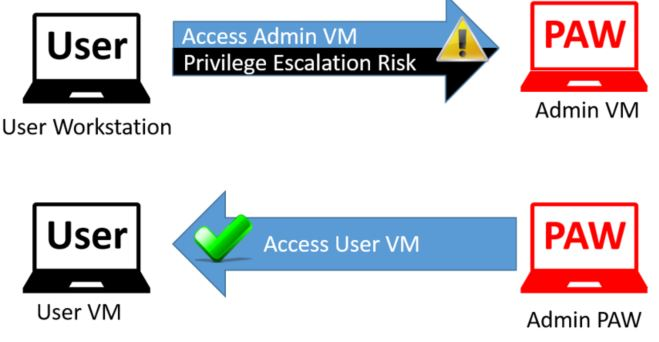 User
Access Admin VM
Privilege Escalation Risk
PAW
User Workstation
Admin VM
User
Access User VM
PAW
User VM
Admin PAW